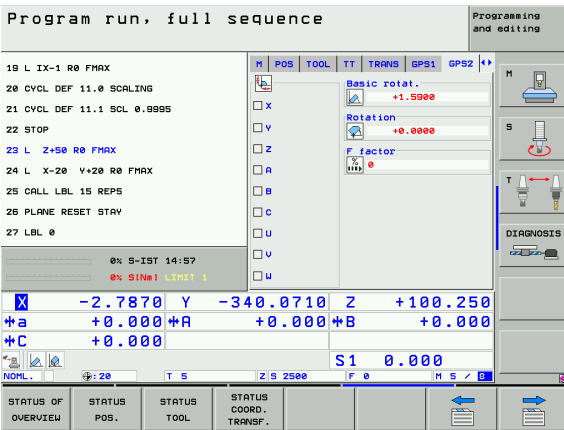 Program run, full sequence
Programming
and editing
19 L IX-1 R0 FMAX
20 CYCL DEF 11.0 SCALING
21 CYCL DEF 11.1 SCL 0.9995
22 STOP
23 L Z+50 R0 FMAX
24 L X-20 Y+20 R0 FMAX
25 CALL LBL 15 REP5
26 PLANE RESET STAY
27 LBL 0
0% S-IST 14:57
0% S[Nm] LIMIT 1
M POS TOOL TT TRANS GPS1 GPS2
X
Y
Z
A
B
C
U
V
W
Basic rotat.
+1.5900
Rotation
+0.0000
F factor
%
0
M
S
T
DIAGNOSIS
X -2.7870 Y -340.0710 Z +100.250
a +0.000 A +0.000 B +0.000
C +0.000
S1 0.000
NOML. : 20 T 5 Z S 2500 F 0 M 5 / 8
STATUS OF
OVERVIEW
STATUS
POS.
STATUS
TOOL
STATUS
COORD.
TRANSF.